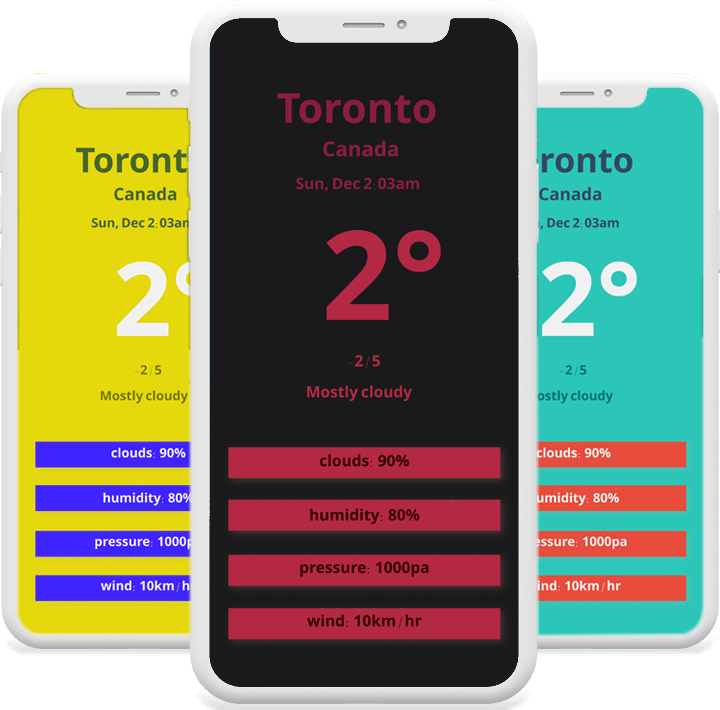 Toronto
Canada
Sun, Dec 2:03am
2°
-2/5
Mostly cloudy
clouds: 90%
humidity: 80%
pressure: 1000pa
wind: 10km/hr
Toront
Canada
Sun, Dec 2:03am
2°
-2/5
Mostly cloudy
clouds: 90%
humidity: 80%
pressure: 1000p
wind: 10km/hr
ronto
Canada
, Dec 2:03am
2°
-2/5
ostly cloudy
clouds: 90%
umidity: 80%
essure: 1000pa
ind: 10km/hr